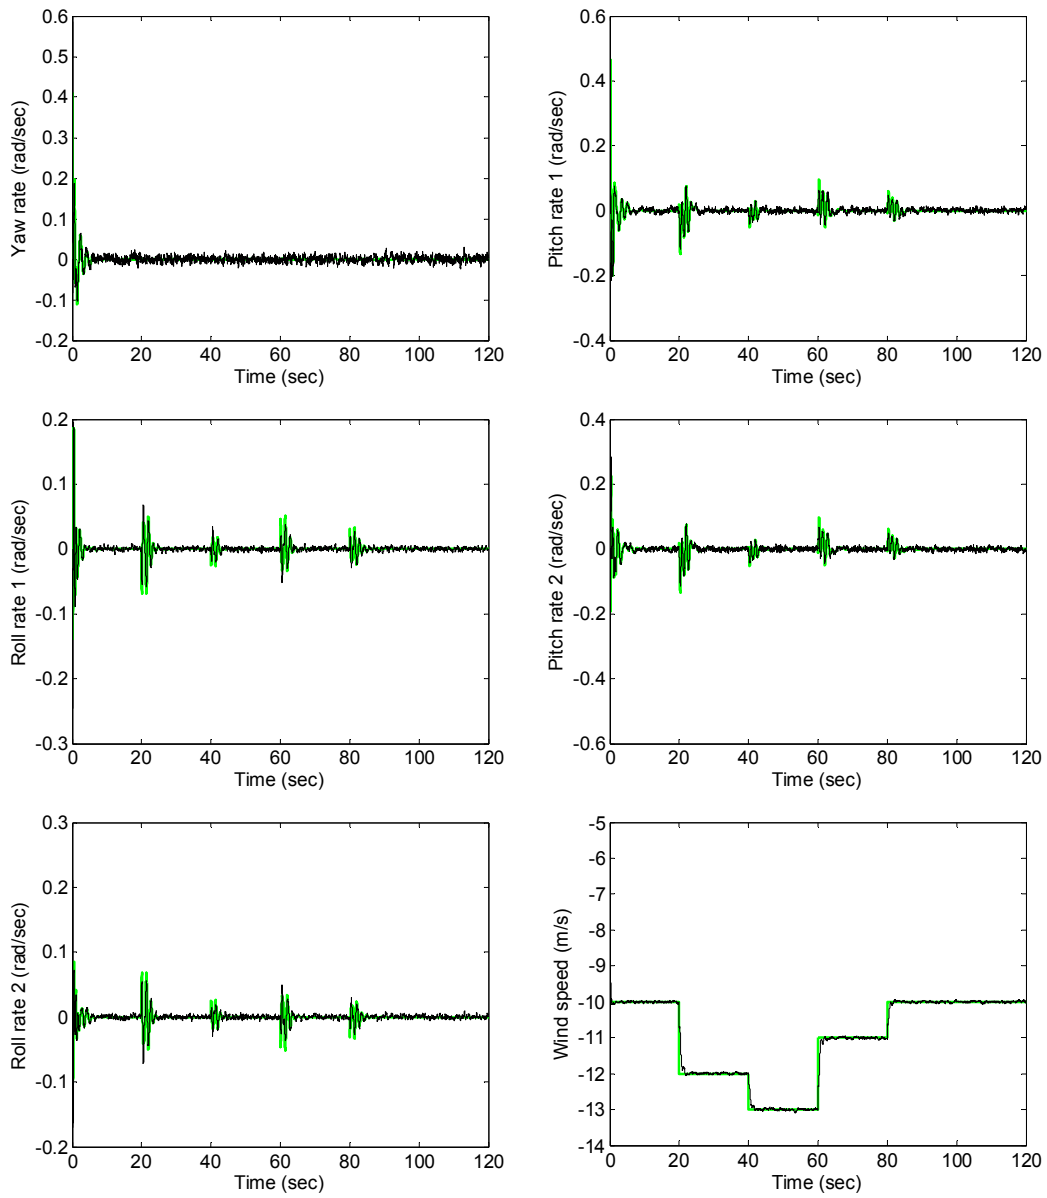 0.6
0.5
0.4
0.3
0.2
0.1
0
-0.1
-0.2
Yaw rate (rad/sec)
0 20 40 60 80 100 120
Time (sec)
0.6
0.4
0.2
0
-0.2
-0.4
Pitch rate 1 (rad/sec)
0 20 40 60 80 100 120
Time (sec)
0.2
0.1
0
-0.1
-0.2
-0.3
Roll rate 1 (rad/sec)
0 20 40 60 80 100 120
Time (sec)
0.4
0.2
0
-0.2
-0.4
-0.6
Pitch rate 2 (rad/sec)
0 20 40 60 80 100 120
Time (sec)
0.3
0.2
0.1
0
-0.1
-0.2
Roll rate 2 (rad/sec)
0 20 40 60 80 100 120
Time (sec)
-5
-6
-7
-8
-9
-10
-11
-12
-13
-14
Wind speed (m/s)
0 20 40 60 80 100 120
Time (sec)